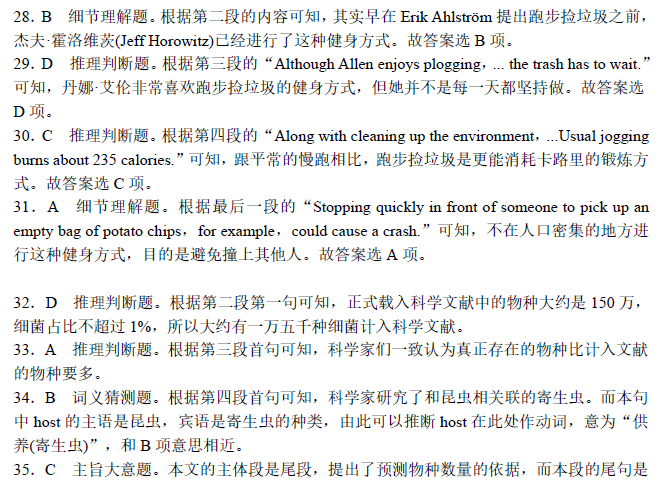 28．B　细节理解题。根据第二段的内容可知，其实早在 Erik Ahlström 提出跑步捡垃圾之前，
杰夫·霍洛维茨(Jeff Horowitz)已经进行了这种健身方式。故答案选 B 项。
29．D　推理判断题。根据第三段的“Although Allen enjoys plogging，... the trash has to wait.”
可知，丹娜·艾伦非常喜欢跑步捡垃圾的健身方式，但她并不是每一天都坚持做。故答案选
D 项。
30．C　推理判断题。根据第四段的“Along with cleaning up the environment，...Usual jogging
burns about 235 calories.”可知，跟平常的慢跑相比，跑步捡垃圾是更能消耗卡路里的锻炼方
式。故答案选 C 项。
31．A　细节理解题。根据最后一段的“Stopping quickly in front of someone to pick up an
empty bag of potato chips，for example，could cause a crash.”可知，不在人口密集的地方进
行这种健身方式，目的是避免撞上其他人。故答案选 A 项。
32．D　推理判断题。根据第二段第一句可知，正式载入科学文献中的物种大约是 150 万，
细菌占比不超过 1%，所以大约有一万五千种细菌计入科学文献。
33．A　推理判断题。根据第三段首句可知，科学家们一致认为真正存在的物种比计入文献
的物种要多。
34．B　词义猜测题。根据第四段首句可知，科学家研究了和昆虫相关联的寄生虫。而本句
中 host 的主语是昆虫，宾语是寄生虫的种类，由此可以推断 host 在此处作动词，意为“供
养(寄生虫)”，和 B 项意思相近。
35．C　主旨大意题。本文的主体段是尾段，提出了预测物种数量的依据，而本段的尾句是